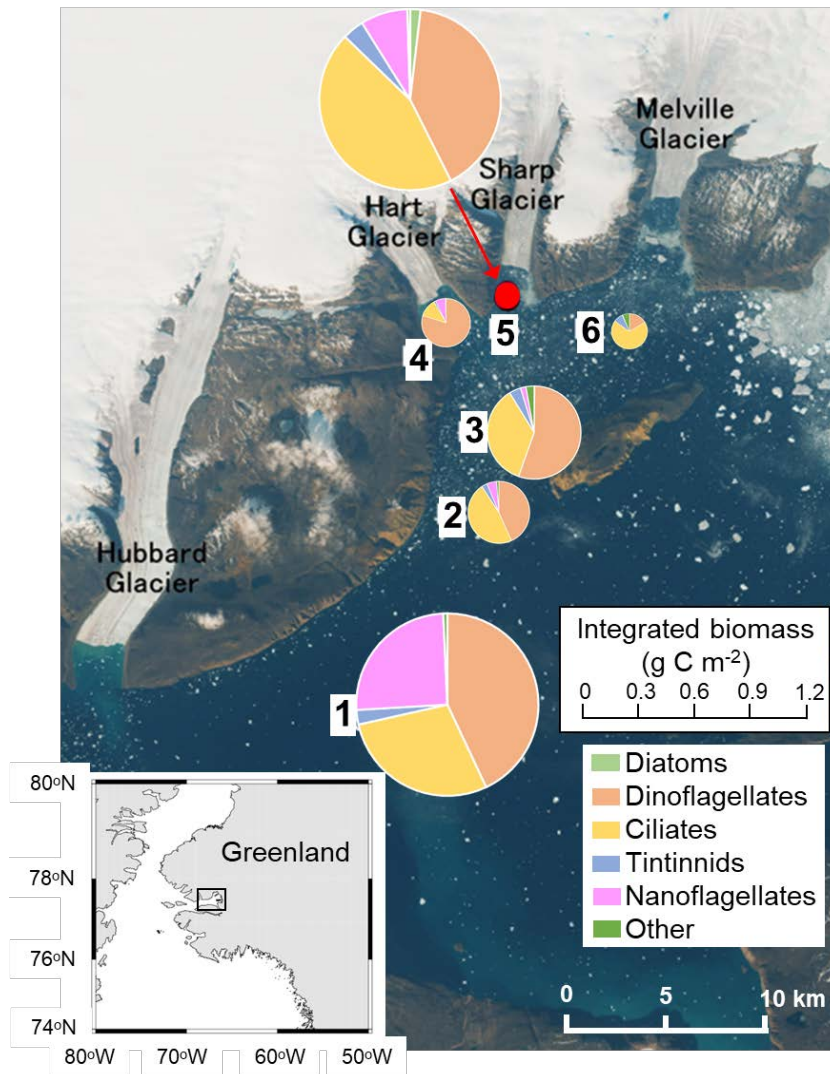 Melville
Glacier
Sharp
Glacier
Hart
Glacier
5
6
4
3
2
Hubbard
Glacier
1
Integrated biomass
(g C m-2)
0 0.3 0.6 0.9 1.2
Diatoms
Dinoflagellates
Ciliates
Tintinnids
Nanoflagellates
Other
0 5 10 km
80oN
78oN
76oN
74oN
Greenland
80oW 70oW 60oW 50oW